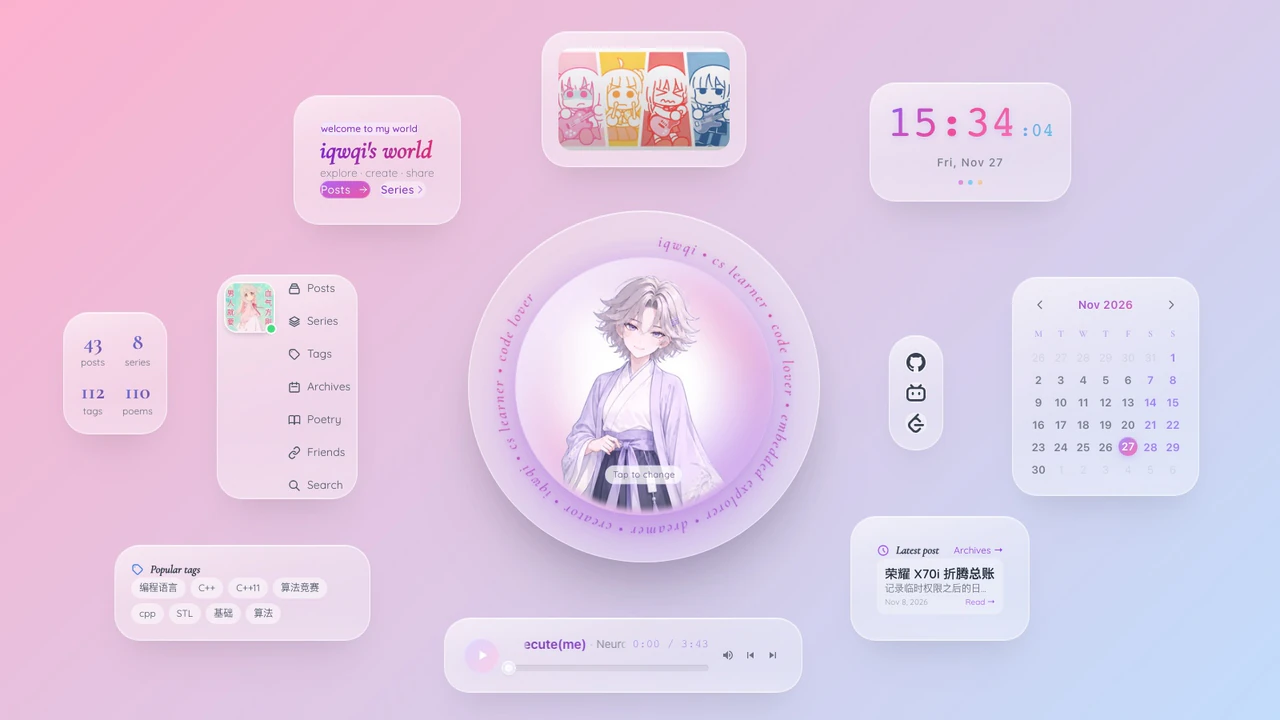 welcome to my world
iqwqi's world
explore · create · share
Posts →
Series
15:34:04
Fri, Nov 27
iqwqi • cs learner • code lover • embedded explorer • dreamer • creator • iqwqi • cs learner • code lover
Tap to change
43 posts
8 series
112 tags
110 poems
Posts
Series
Tags
Archives
Poetry
Friends
Search
Nov 2026
M T W T F S S
26 27 28 29 30 31 1
2 3 4 5 6 7 8
9 10 11 12 13 14 15
16 17 18 19 20 21 22
23 24 25 26 27 28 29
30 1 2 3 4 5 6
Popular tags
编程语言 C++ C++11 算法竞赛
cpp STL 基础 算法
Latest post
Archives →
荣耀 X70i 折腾总账
记录临时权限之后的日...
Nov 8, 2026
Read →
ecute(me) · Neuro
0:00 / 3:43